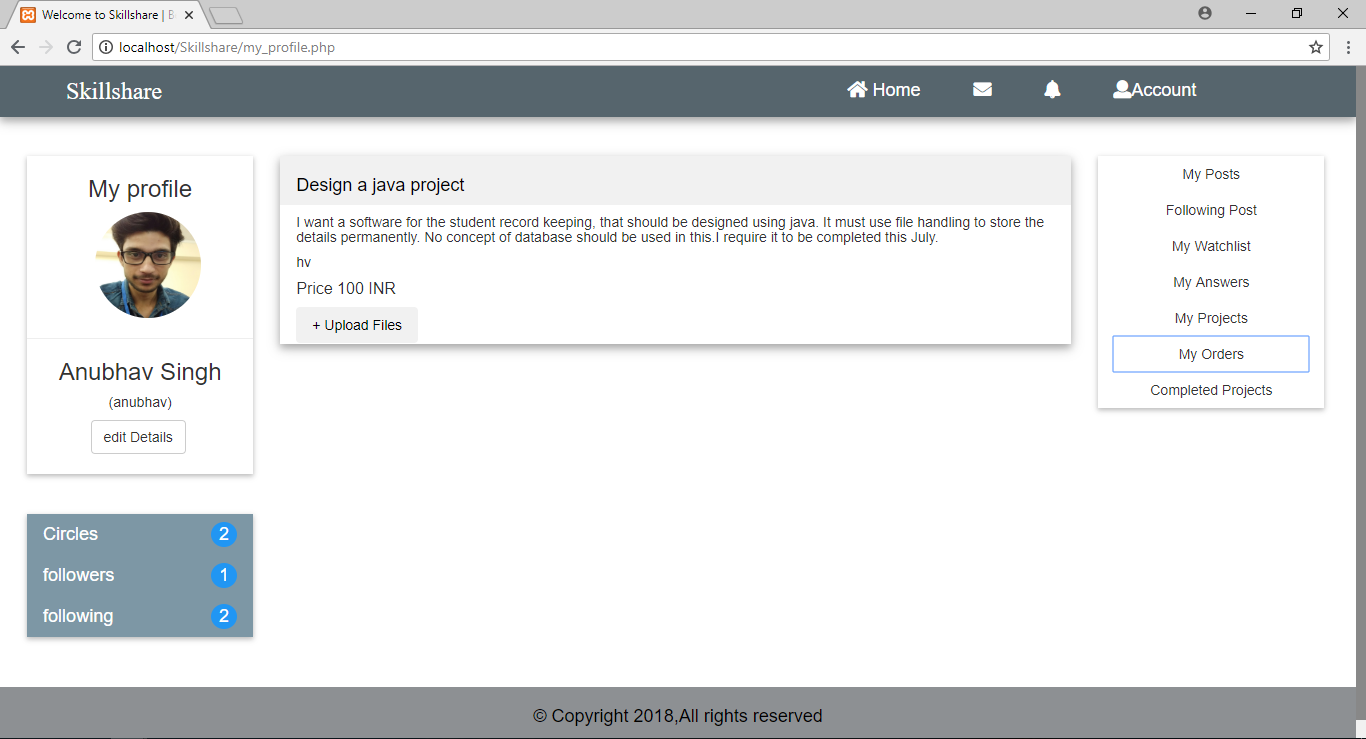 Welcome to Skillshare | B
localhost/Skillshare/my_profile.php
Skillshare
Home
Account
My profile
Anubhav Singh
(anubhav)
edit Details
Circles 2
followers 1
following 2
Design a java project
I want a software for the student record keeping, that should be designed using java. It must use file handling to store the
details permanently. No concept of database should be used in this.I require it to be completed this July.
hv
Price 100 INR
+ Upload Files
My Posts
Following Post
My Watchlist
My Answers
My Projects
My Orders
Completed Projects
© Copyright 2018,All rights reserved